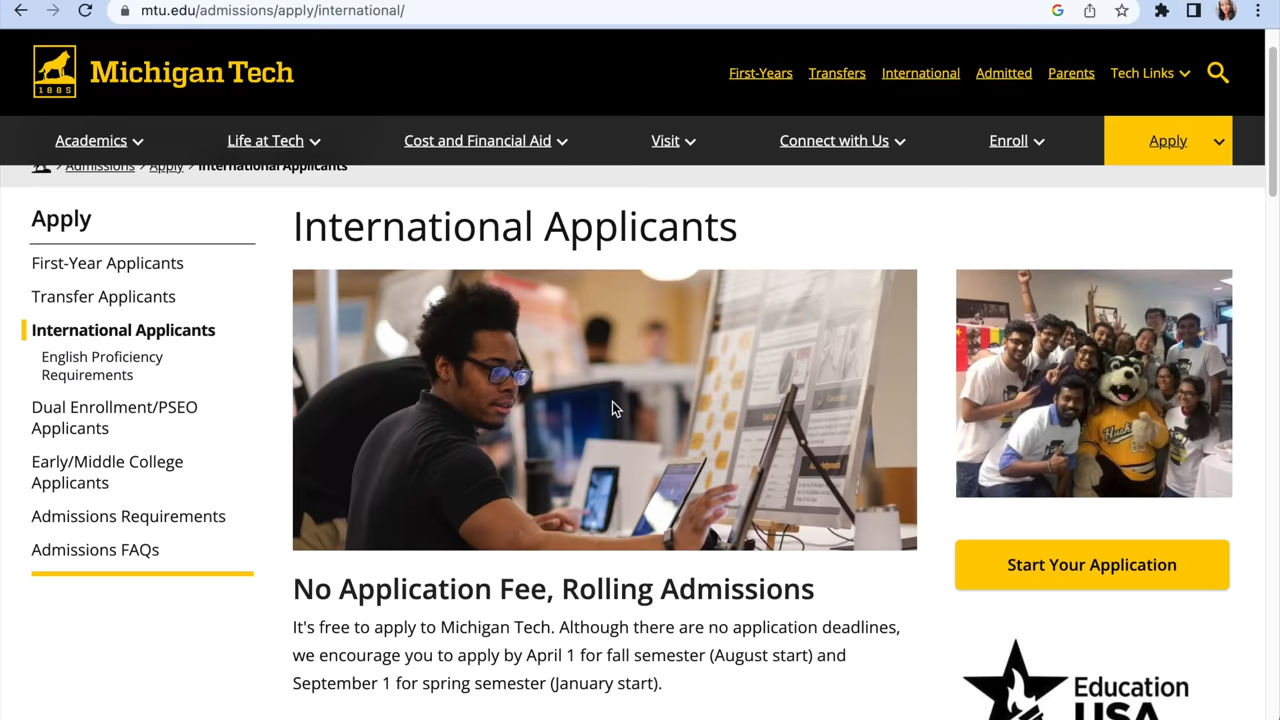 mtu.edu/admissions/apply/international/
Michigan Tech
1885
First-Years
Transfers
International
Admitted
Parents
Tech Links
Academics
Life at Tech
Cost and Financial Aid
Visit
Connect with Us
Enroll
Apply
> Admissions > Apply > International Applicants
Apply
First-Year Applicants
Transfer Applicants
International Applicants
English Proficiency
Requirements
Dual Enrollment/PSEO
Applicants
Early/Middle College
Applicants
Admissions Requirements
Admissions FAQs
International Applicants
No Application Fee, Rolling Admissions
It's free to apply to Michigan Tech. Although there are no application deadlines,
we encourage you to apply by April 1 for fall semester (August start) and
September 1 for spring semester (January start).
Start Your Application
Education
USA